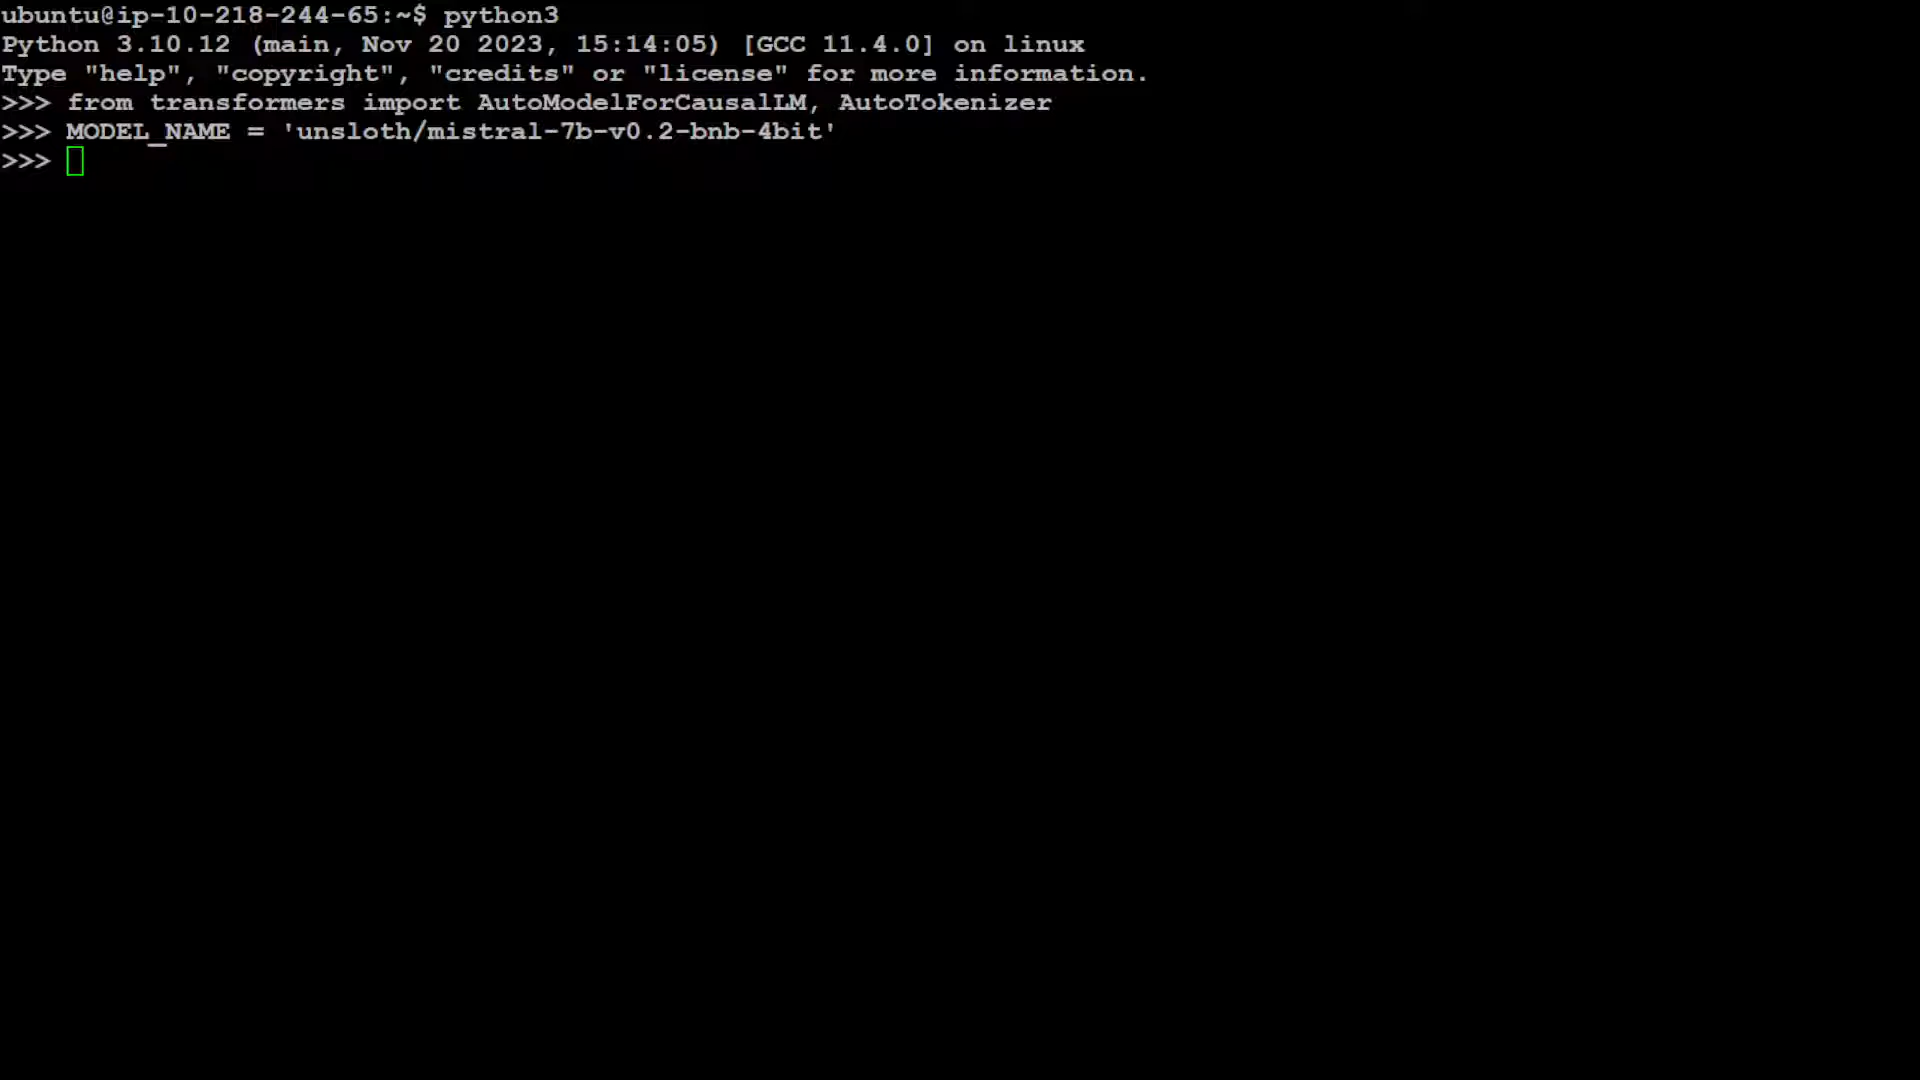 ubuntu@ip-10-218-244-65:~$ python3
Python 3.10.12 (main, Nov 20 2023, 15:14:05) [GCC 11.4.0] on linux
Type "help", "copyright", "credits" or "license" for more information.
>>> from transformers import AutoModelForCausalLM, AutoTokenizer
>>> MODEL_NAME = 'unsloth/mistral-7b-v0.2-bnb-4bit'
>>>